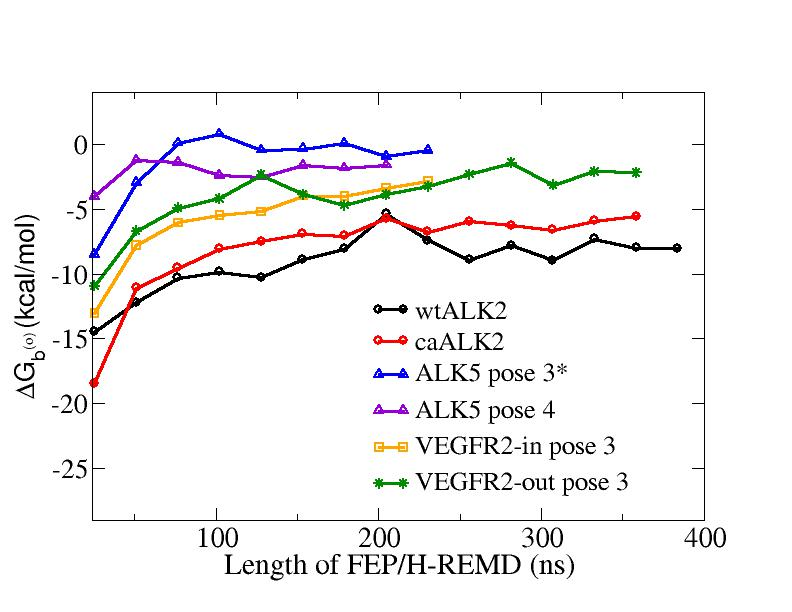 0
-5
-10
-15
-20
-25
ΔG_b^(o) (kcal/mol)
wtALK2
caALK2
ALK5 pose 3*
ALK5 pose 4
VEGFR2-in pose 3
VEGFR2-out pose 3
100 200 300 400
Length of FEP/H-REMD (ns)